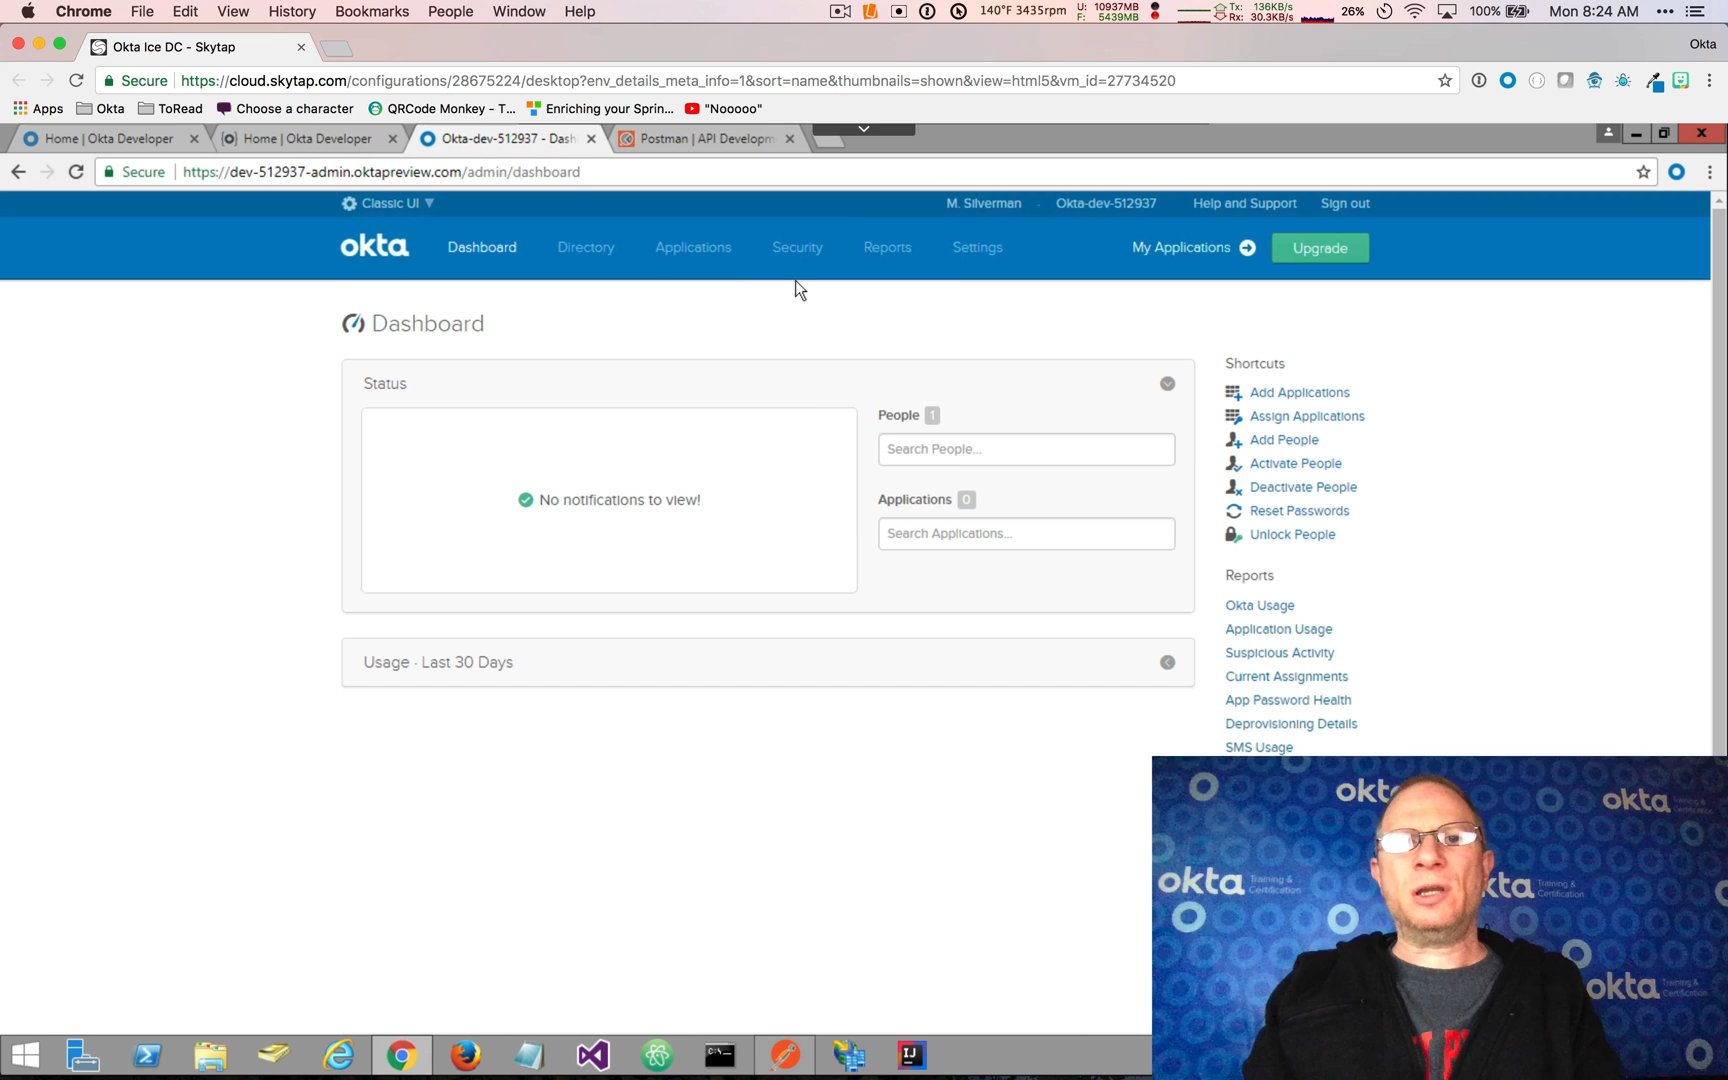 Chrome File Edit View History Bookmarks People Window Help 140°F 3435rpm U: 10937MB F: 5439MB Tx: 136KB/s Rx: 30.3KB/s 26% 100% Mon 8:24 AM
Okta Ice DC - Skytap Okta
Secure https://cloud.skytap.com/configurations/28675224/desktop?env_details_meta_info=1&sort=name&thumbnails=shown&view=html5&vm_id=27734520
Apps Okta ToRead Choose a character QRCode Monkey - T... Enriching your Sprin... "Nooooo"
Home | Okta Developer Home | Okta Developer Okta-dev-512937 - Dash Postman | API Developm
Secure https://dev-512937-admin.oktapreview.com/admin/dashboard
Classic UI M. Silverman Okta-dev-512937 Help and Support Sign out
okta Dashboard Directory Applications Security Reports Settings My Applications Upgrade
Dashboard
Status
People 1
Search People...
No notifications to view!
Applications 0
Search Applications...
Usage · Last 30 Days
Shortcuts
Add Applications
Assign Applications
Add People
Activate People
Deactivate People
Reset Passwords
Unlock People
Reports
Okta Usage
Application Usage
Suspicious Activity
Current Assignments
App Password Health
Deprovisioning Details
SMS Usage
okta
okta
okta Training & Certification
okta Training & Certification
okta Training & Certification
IJ